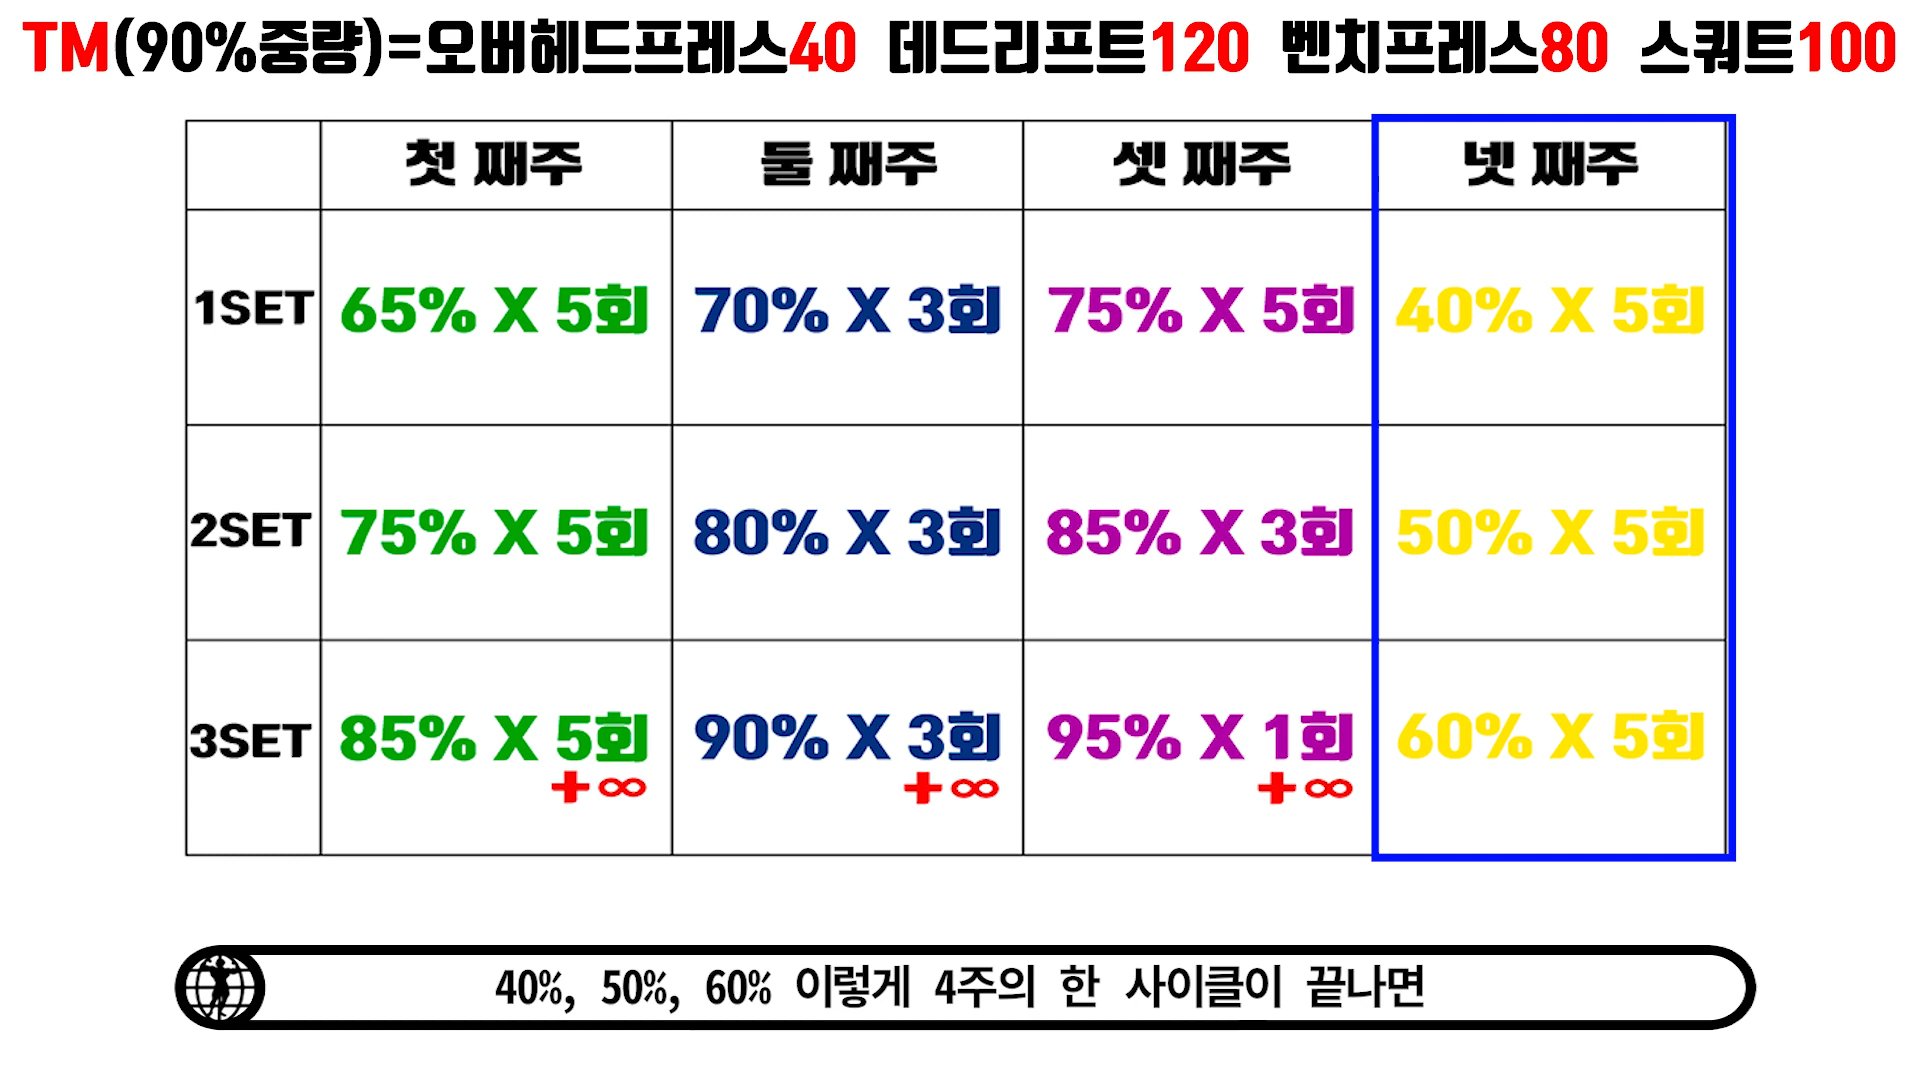 TM(90%중량)=오버헤드프레스40 데드리프트120 벤치프레스80 스쿼트100
첫 째주 둘 째주 셋 째주 넷 째주
1SET 65% X 5회 70% X 3회 75% X 5회 40% X 5회
2SET 75% X 5회 80% X 3회 85% X 3회 50% X 5회
3SET 85% X 5회 90% X 3회 95% X 1회 60% X 5회
+∞ +∞ +∞
40%, 50%, 60% 이렇게 4주의 한 사이클이 끝나면